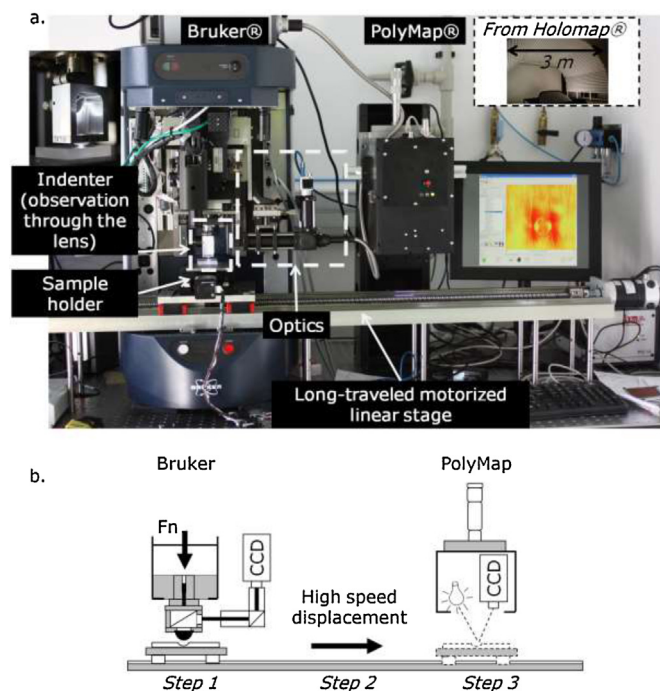 a.
Bruker®
PolyMap®
From Holomap®
3 m
Indenter
(observation
through the
lens)
Sample
holder
Optics
Long-traveled motorized
linear stage
BRUKER
b.
Bruker
PolyMap
Fn
CCD
CCD
High speed
displacement
Step 1
Step 2
Step 3